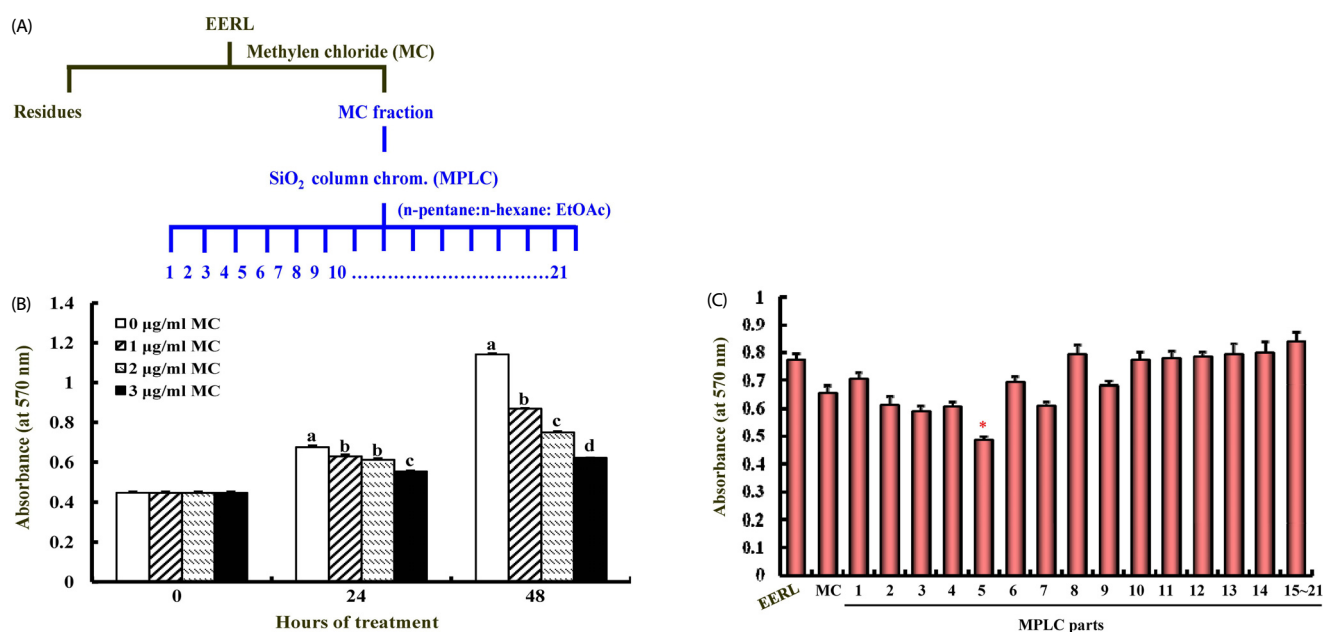 (A)
EERL
Methylen chloride (MC)
Residues
MC fraction
SiO₂ column chrom. (MPLC)
(n-pentane:n-hexane: EtOAc)
1 2 3 4 5 6 7 8 9 10 ……………………………21
(B)
Absorbance (at 570 nm)
1.4
1.2
1
0.8
0.6
0.4
0.2
0
0 µg/ml MC
1 µg/ml MC
2 µg/ml MC
3 µg/ml MC
a b b c
a b c d
0 24 48
Hours of treatment
(C)
Absorbance (at 570 nm)
1
0.9
0.8
0.7
0.6
0.5
0.4
0.3
0.2
0.1
0
*
EERL MC 1 2 3 4 5 6 7 8 9 10 11 12 13 14 15~21
MPLC parts